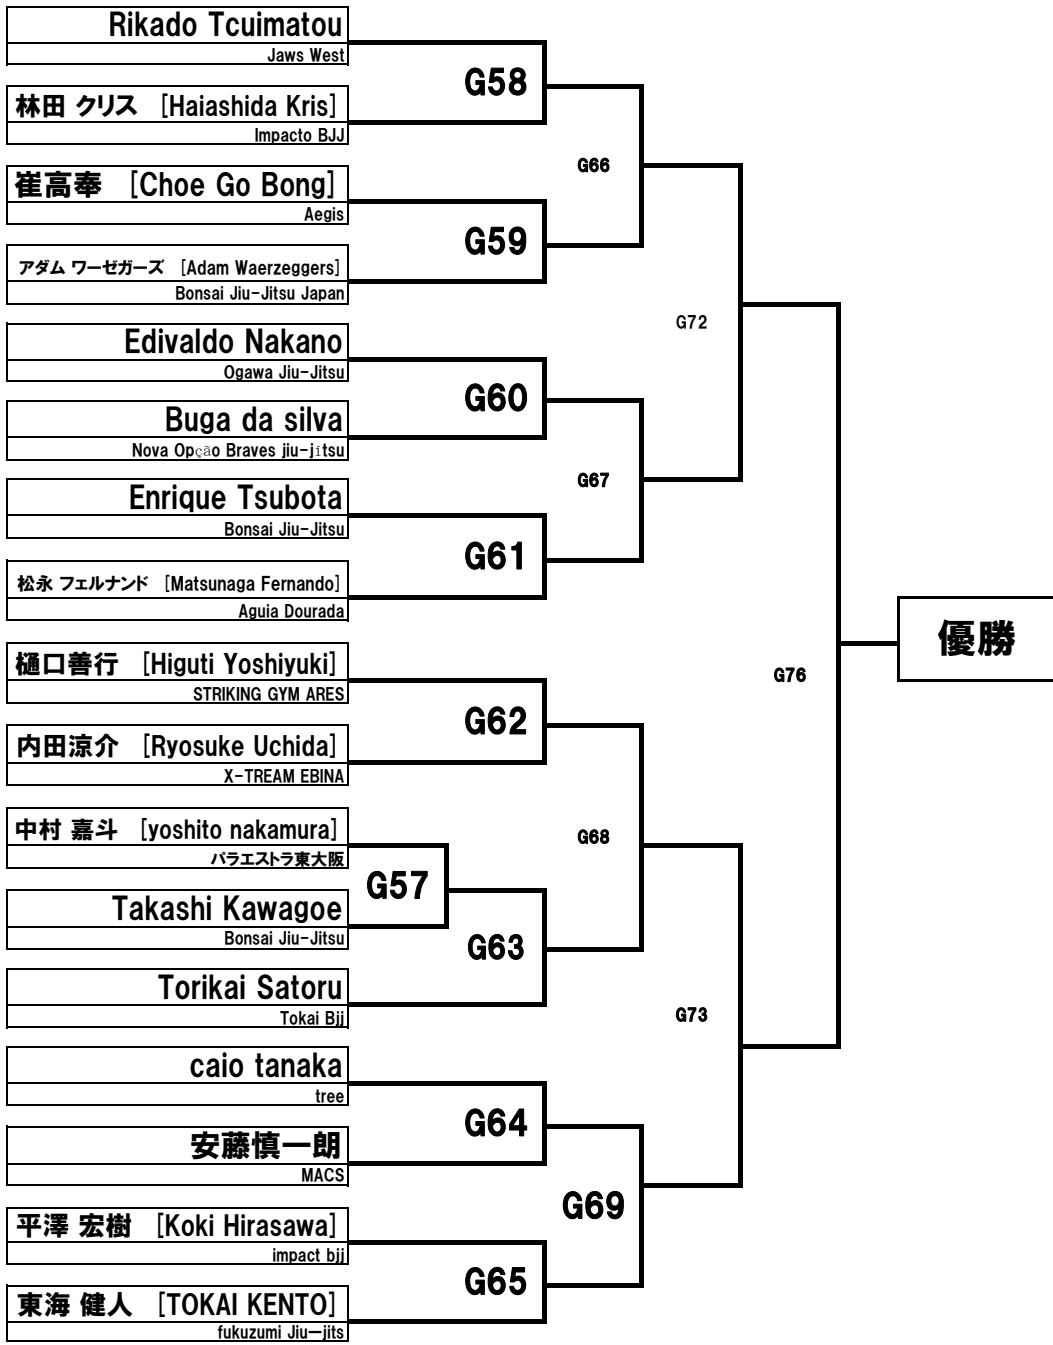 Rikado Tcuimatou
Jaws West
G58
林田 クリス [Haiashida Kris]
Impacto BJJ
G66
崔高奉 [Choe Go Bong]
Aegis
G59
アダム ワーゼガーズ [Adam Waerzeggers]
Bonsai Jiu-Jitsu Japan
G72
Edivaldo Nakano
Ogawa Jiu-Jitsu
G60
Buga da silva
Nova Opção Braves jiu-jítsu
G67
Enrique Tsubota
Bonsai Jiu-Jitsu
G61
松永 フェルナンド [Matsunaga Fernando]
Aguia Dourada
優勝
G76
樋口善行 [Higuti Yoshiyuki]
STRIKING GYM ARES
G62
内田涼介 [Ryosuke Uchida]
X-TREAM EBINA
中村 嘉斗 [yoshito nakamura]
パラエストラ東大阪
G68
G57
Takashi Kawagoe
Bonsai Jiu-Jitsu
G63
Torikai Satoru
Tokai Bjj
G73
caio tanaka
tree
G64
安藤慎一朗
MACS
G69
平澤 宏樹 [Koki Hirasawa]
impact bjj
G65
東海 健人 [TOKAI KENTO]
fukuzumi Jiu―jits